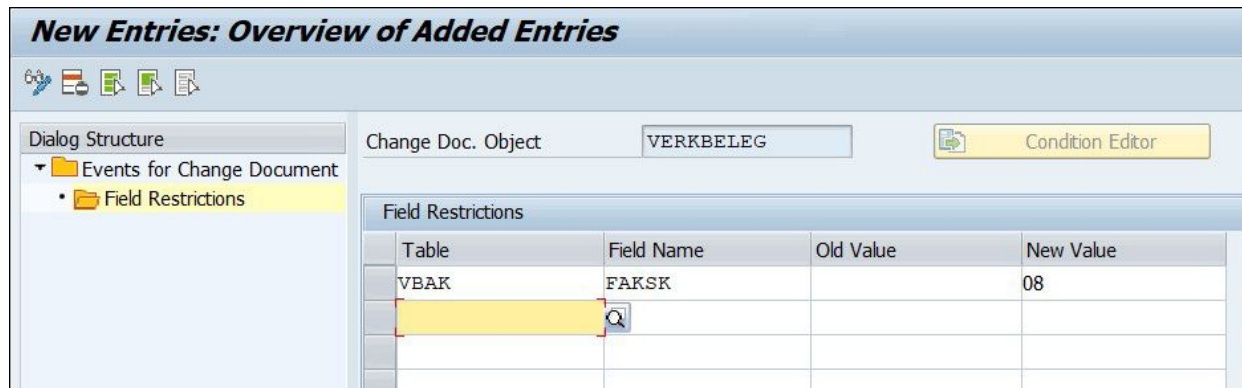 New Entries: Overview of Added Entries
Dialog Structure
Events for Change Document
Field Restrictions
Change Doc. Object VERKBELEG Condition Editor
Field Restrictions
Table Field Name Old Value New Value
VBAK FAKSK 08